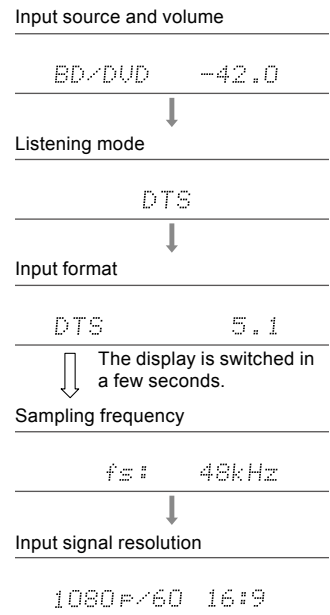 Input source and volume
BD/DVD -42.0
Listening mode
DTS
Input format
DTS 5.1
The display is switched in
a few seconds.
Sampling frequency
fs: 48kHz
Input signal resolution
1080p/60 16:9